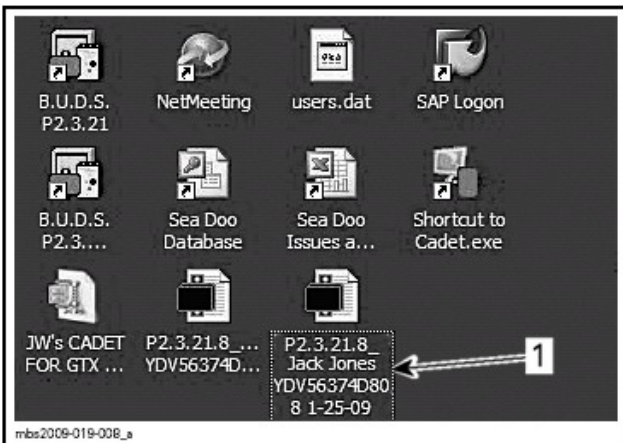 B.U.D.S.
P2.3.21
NetMeeting
users.dat
SAP Logon
B.U.D.S.
P2.3....
Sea Doo
Database
Sea Doo
Issues a...
Shortcut to
Cadet.exe
JW's CADET
FOR GTX ...
P2.3.21.8_...
YDV56374D...
P2.3.21.8_
Jack Jones
YDV56374D80
8 1-25-09
1
mbs2009-019-008_a